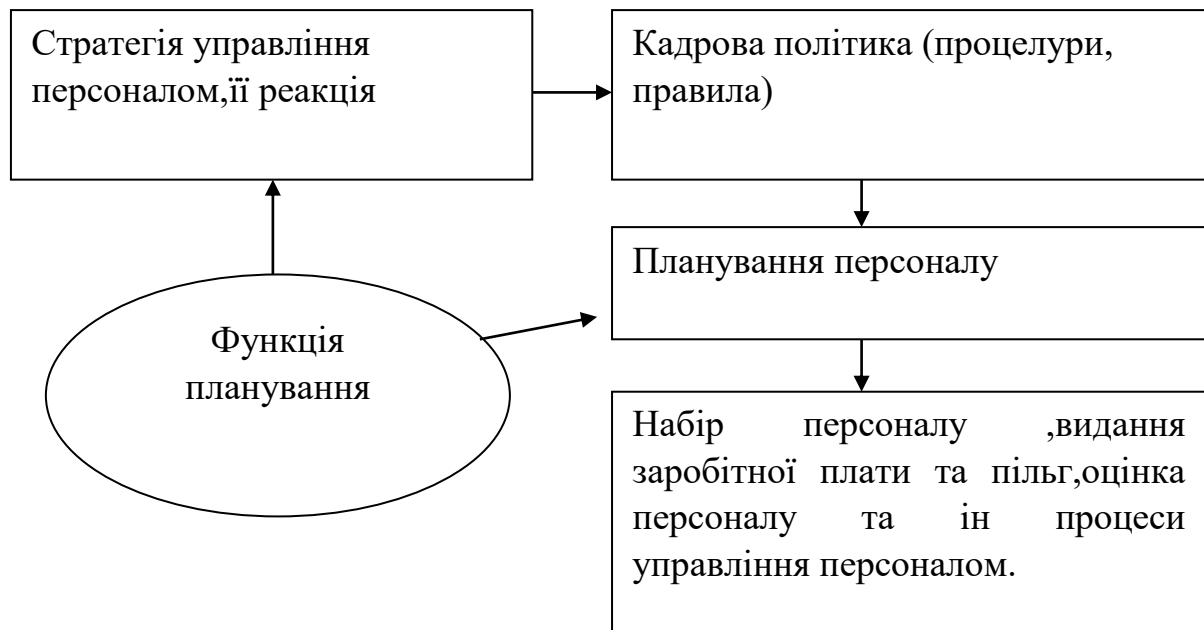 Стратегія управління
персоналом,її реакція
Кадрова політика (процелури,
правила)
Планування персоналу
Функція
планування
Набір персоналу ,видання
заробітної плати та пільг,оцінка
персоналу та ін процеси
управління персоналом.